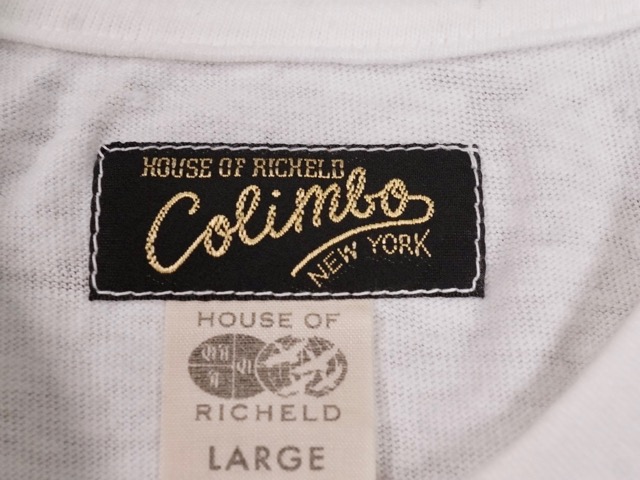 HOUSE OF RICHELD
Colimbo
NEW YORK
HOUSE OF
RICHELD
LARGE